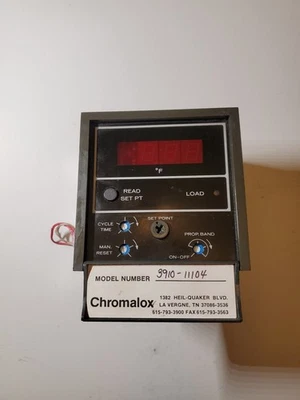 °F
READ
SET PT
LOAD
CYCLE
TIME
SET POINT
PROP. BAND
MAN.
RESET
ON-OFF
MODEL NUMBER 3910-11104
Chromalox
1382 HEIL-QUAKER BLVD.
LA VERGNE, TN 37086-3536
615-793-3900 FAX 615-793-3563